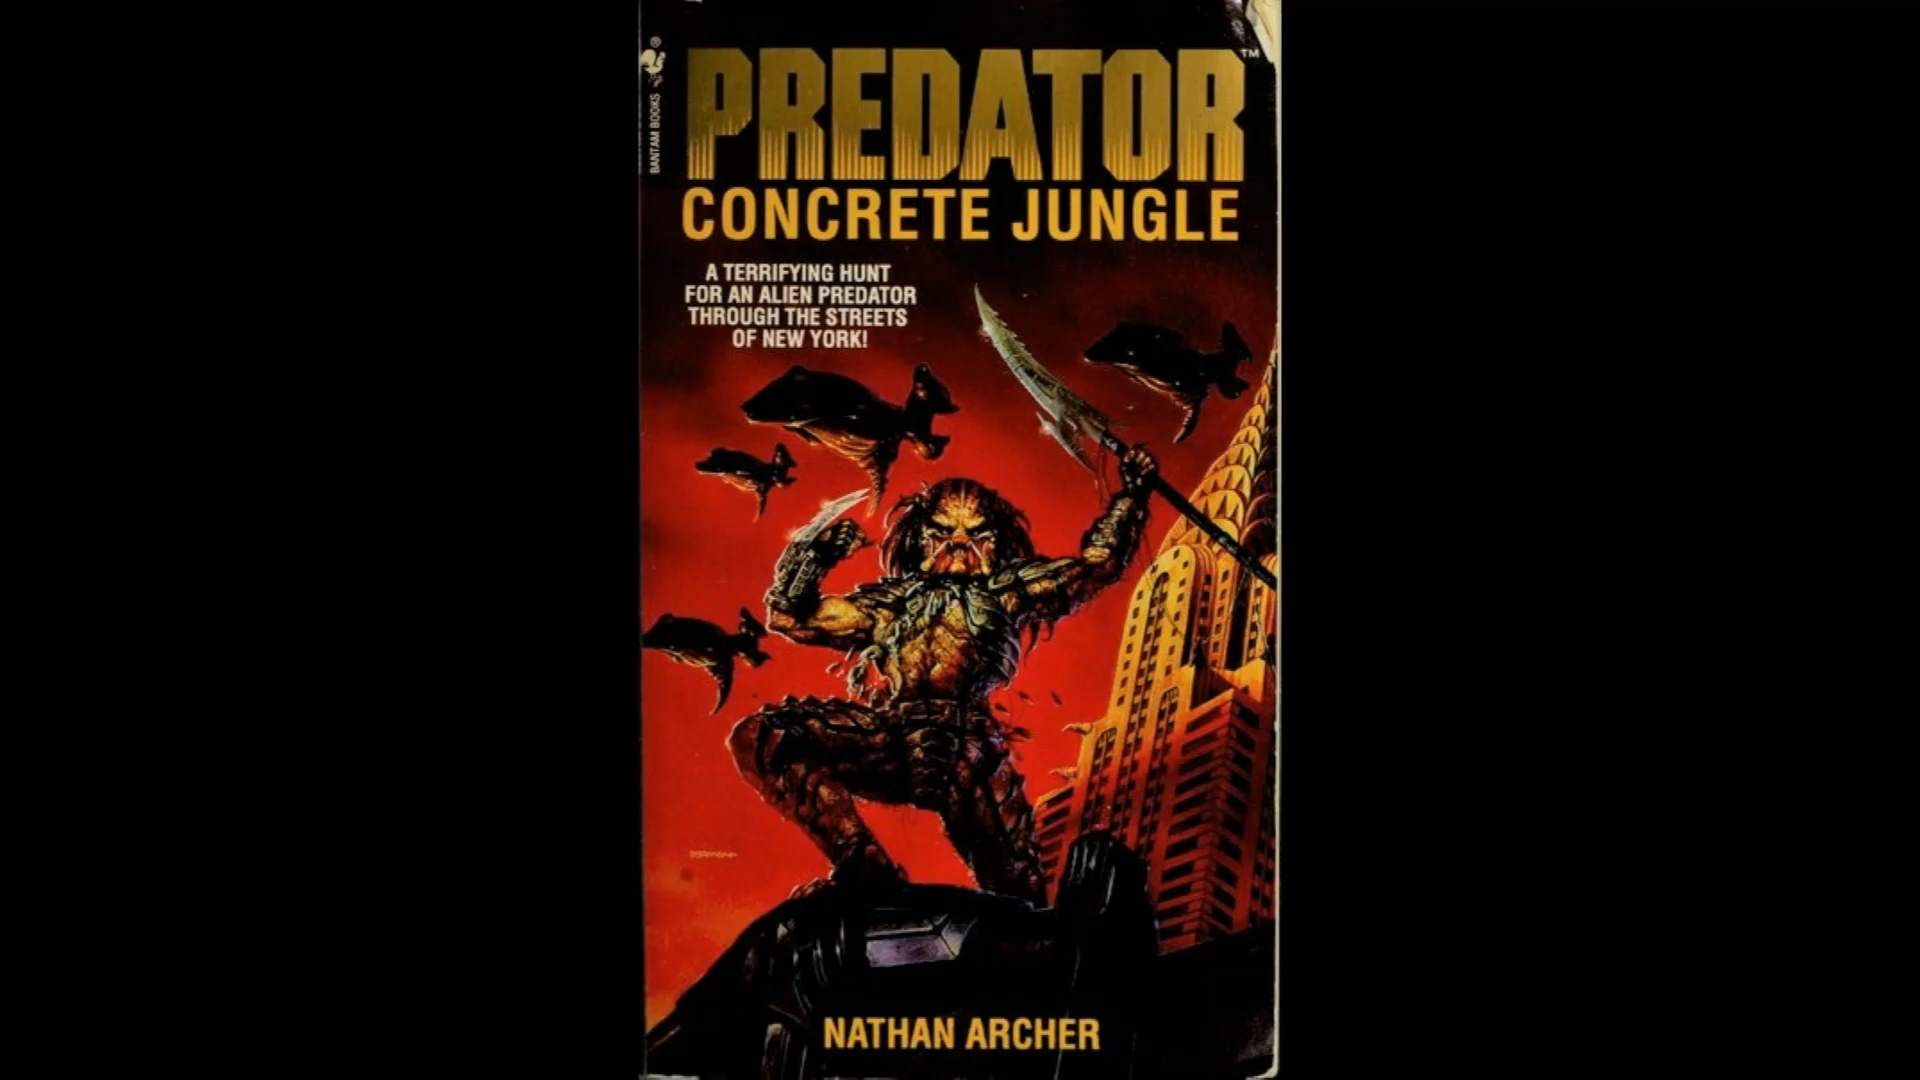 PREDATOR™
CONCRETE JUNGLE
A TERRIFYING HUNT
FOR AN ALIEN PREDATOR
THROUGH THE STREETS
OF NEW YORK!
BANTAM BOOKS ®
NATHAN ARCHER